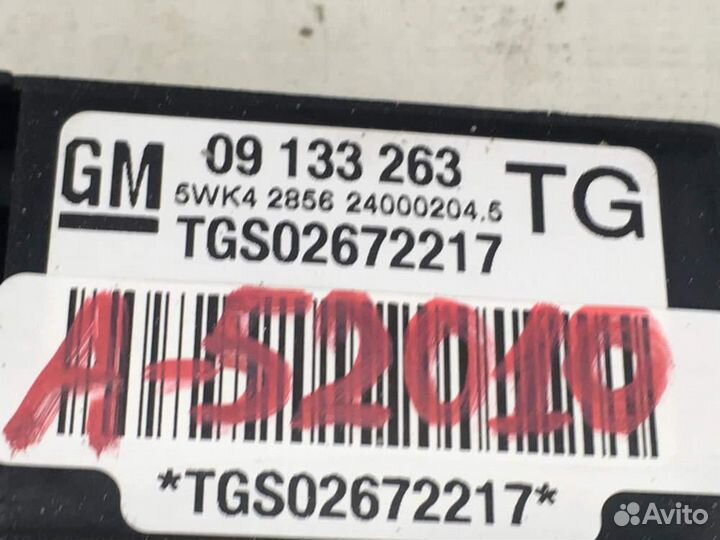 GM 09 133 263 TG
5WK4 2856 24000204.5
TGS02672217
A-52010
*TGS02672217*
Avito